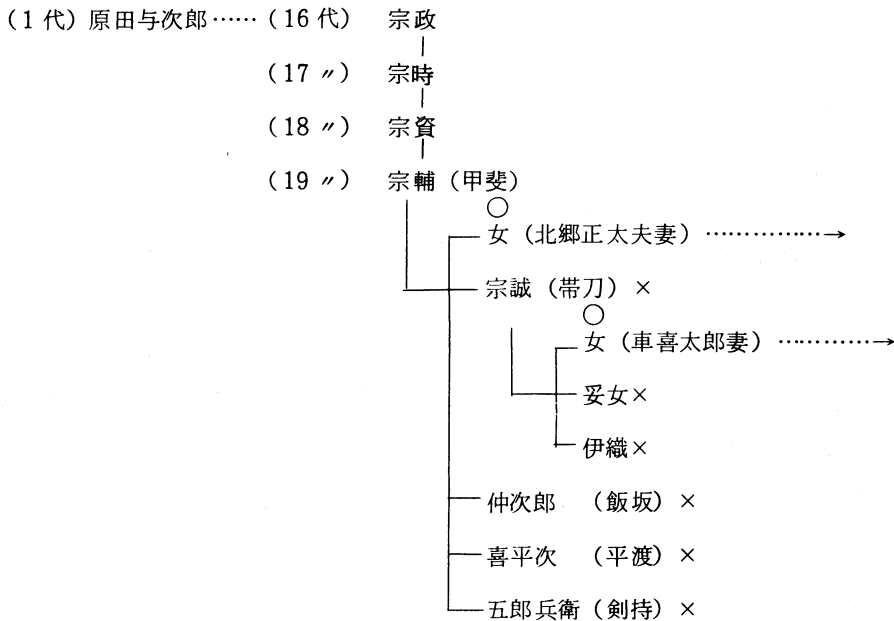 (1代) 原田与次郎……(16代) 宗政
(17〃) 宗時
(18〃) 宗資
(19〃) 宗輔 (甲斐)
○
女 (北郷正太夫妻) ……………→
宗誠 (帯刀) ×
○
女 (車喜太郎妻) …………→
妥女×
伊織×
仲次郎 (飯坂) ×
喜平次 (平渡) ×
五郎兵衛 (剣持) ×